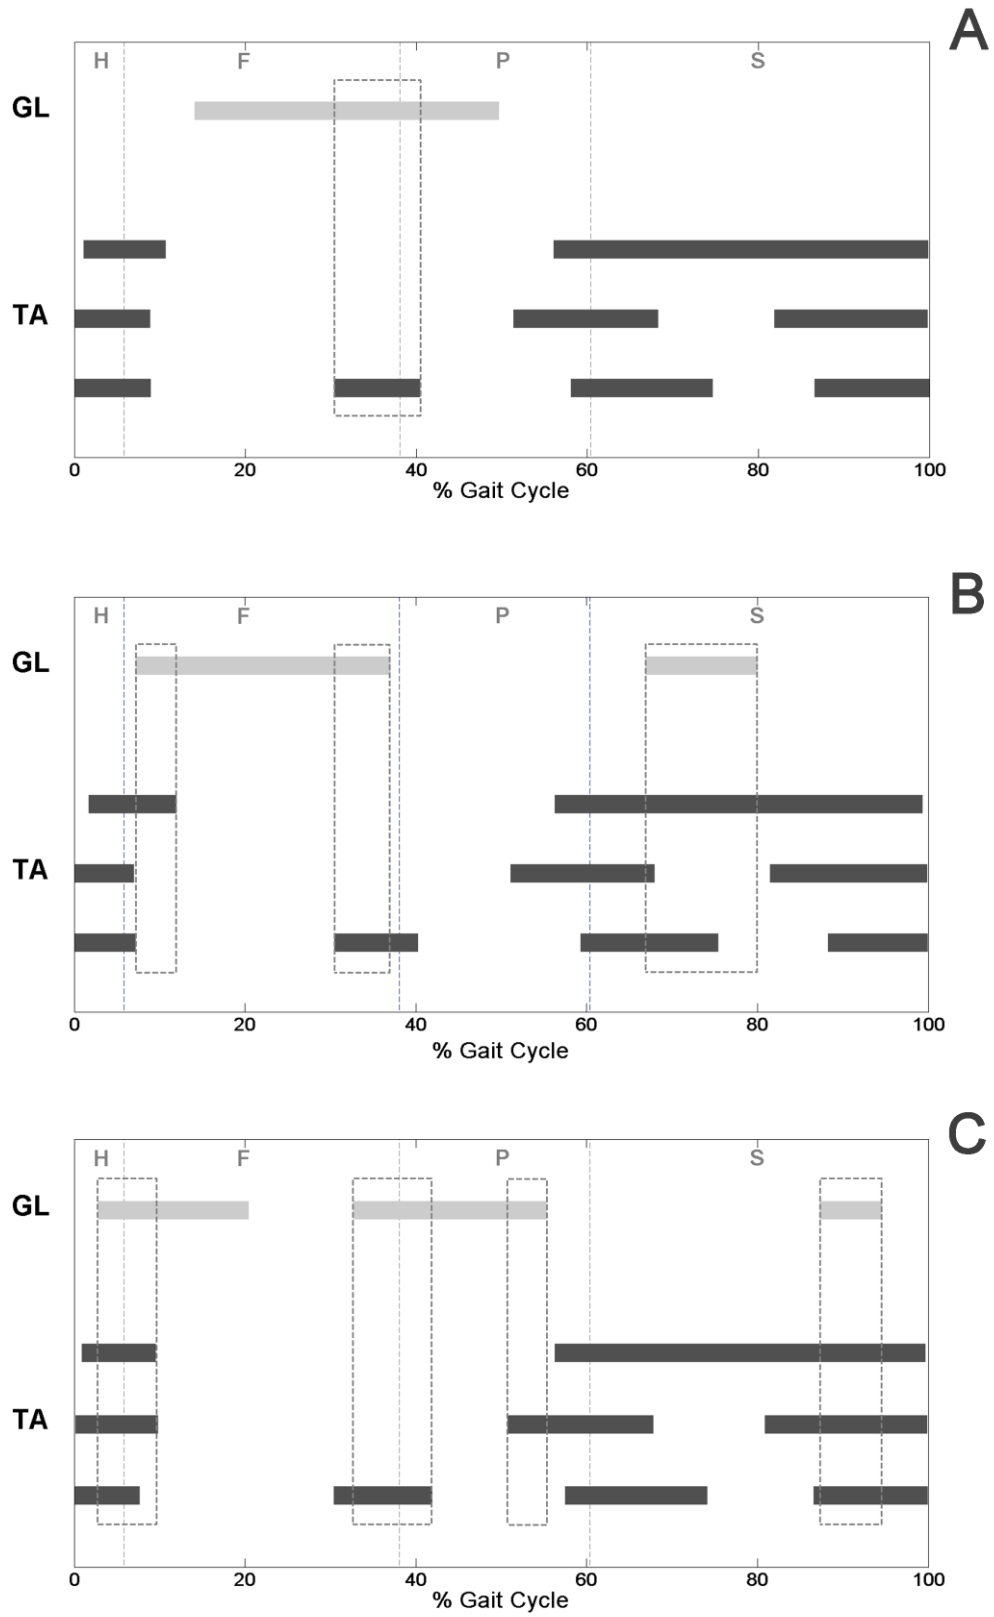 A
H F P S
GL
TA
0 20 40 60 80 100
% Gait Cycle
B
H F P S
GL
TA
0 20 40 60 80 100
% Gait Cycle
C
H F P S
GL
TA
0 20 40 60 80 100
% Gait Cycle